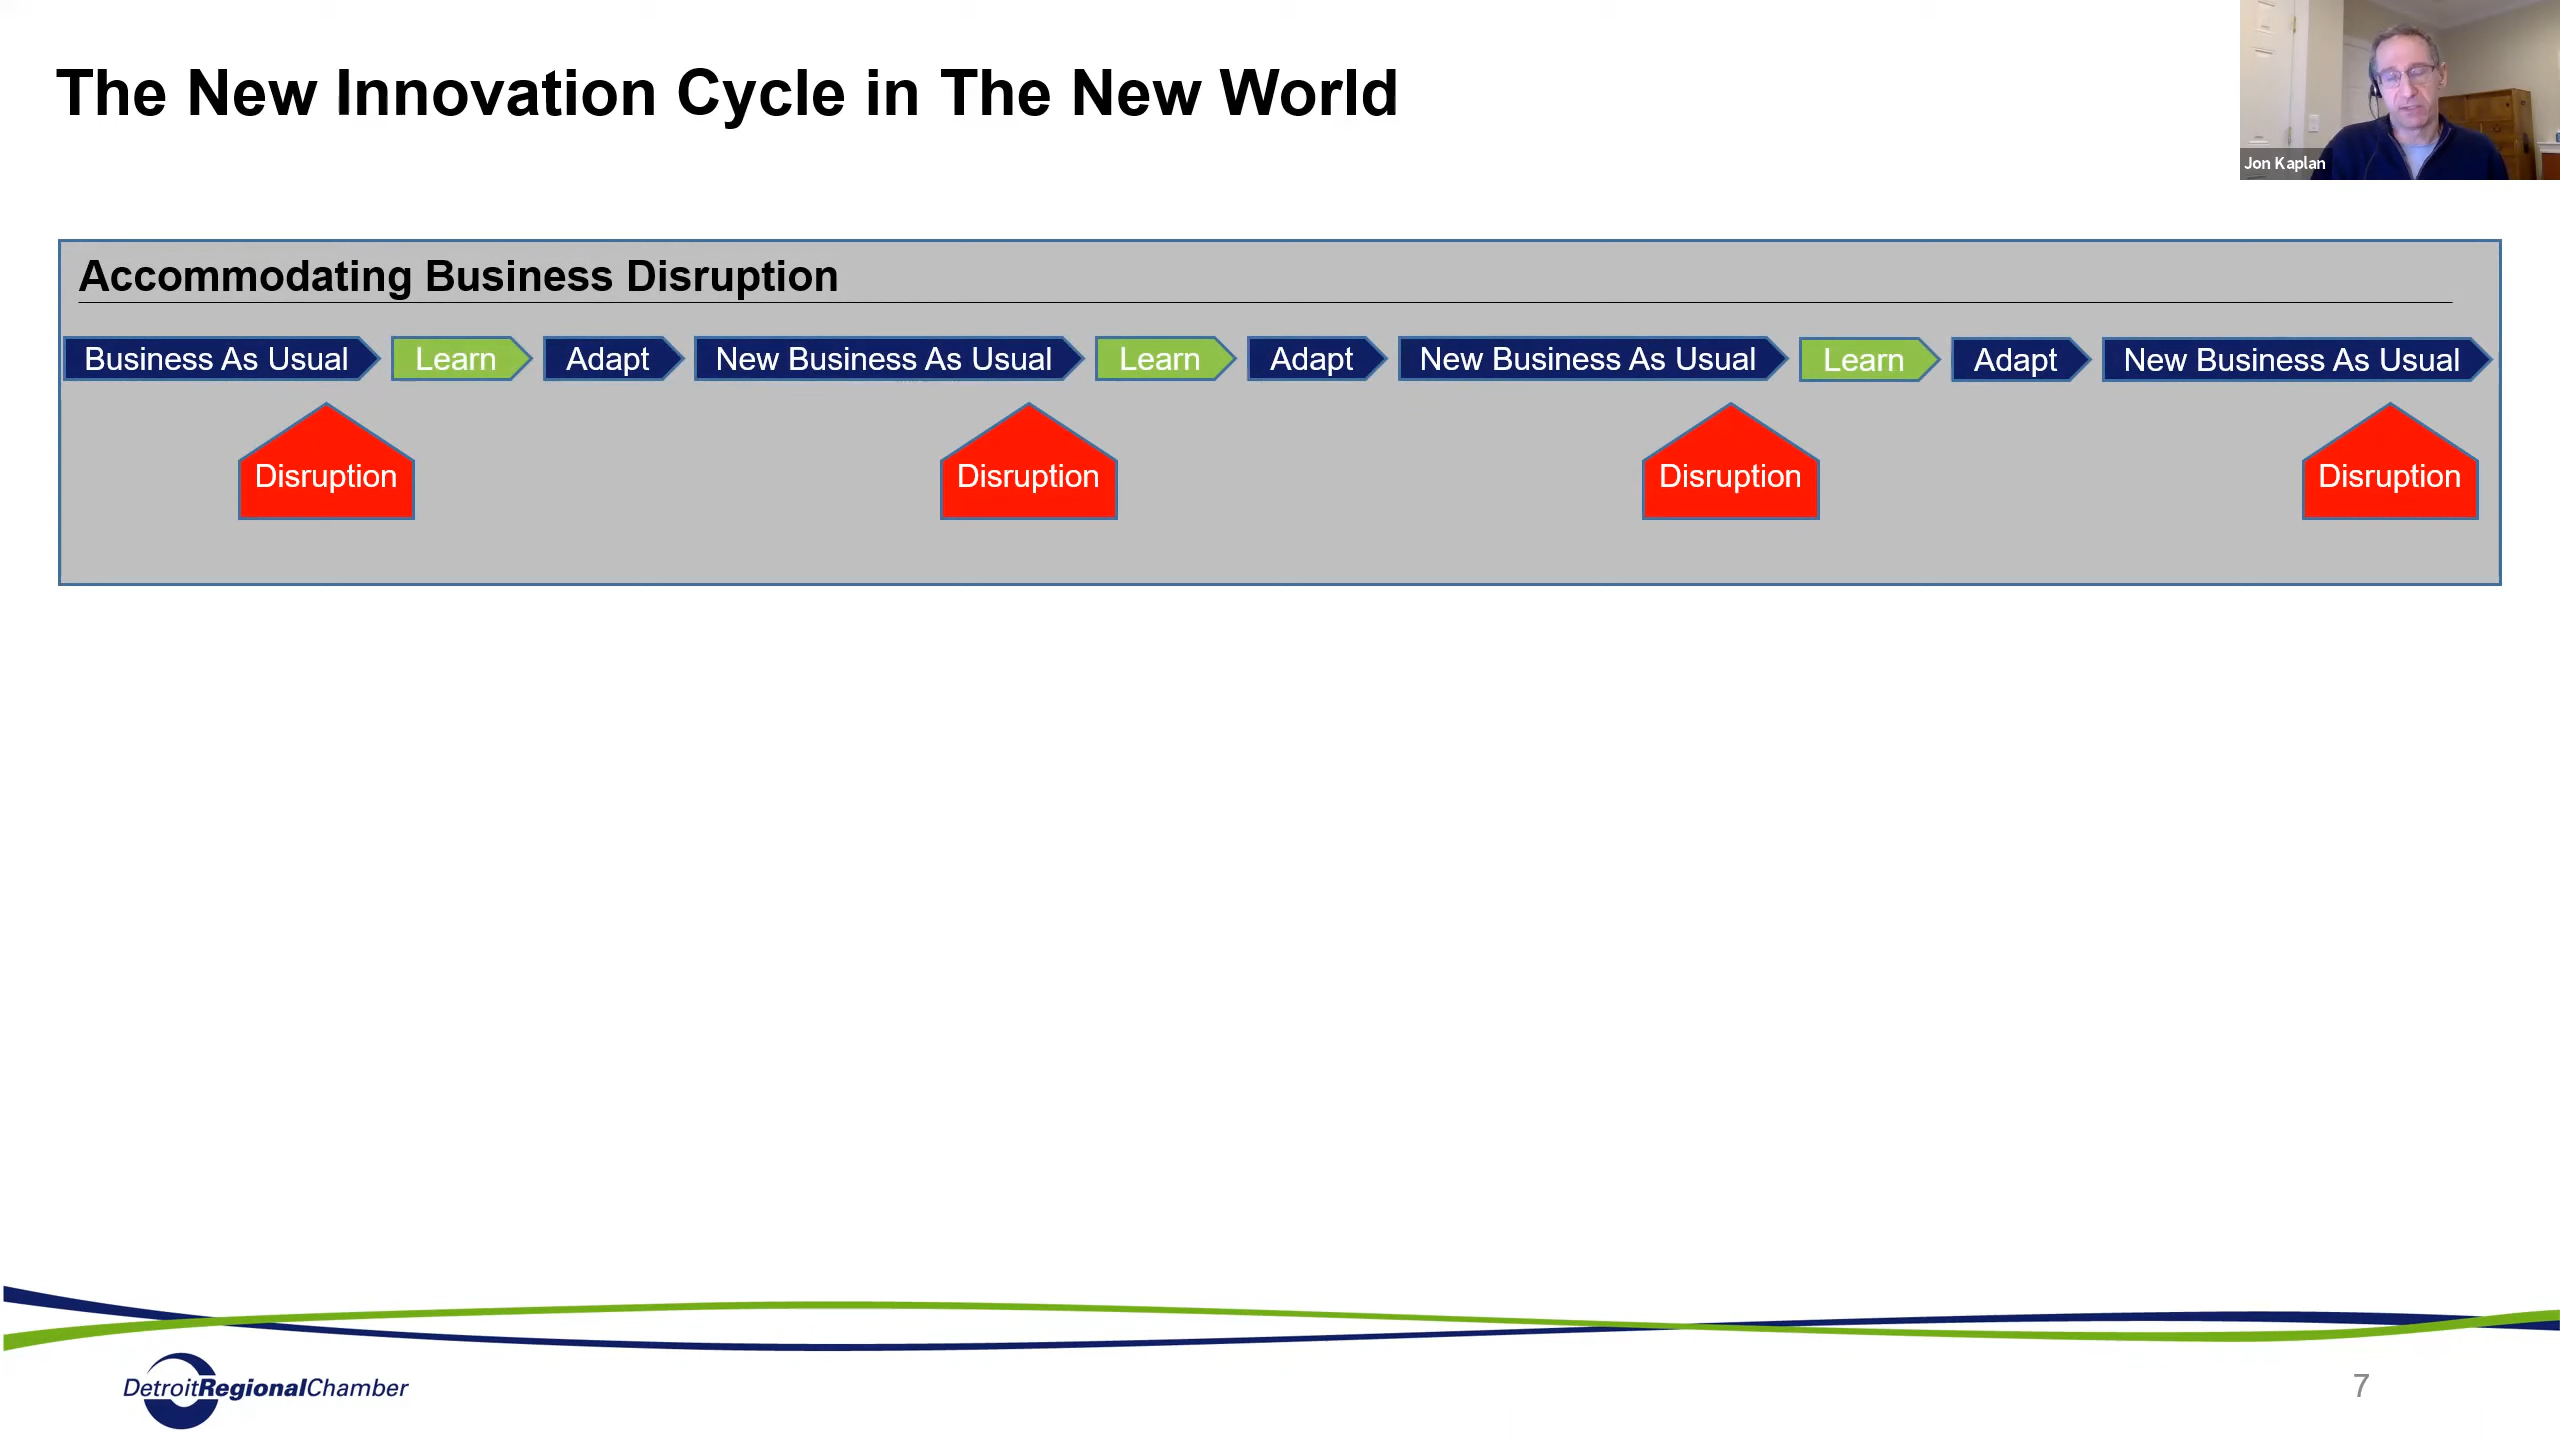 The New Innovation Cycle in The New World
Jon Kaplan
Accommodating Business Disruption
Business As Usual Learn Adapt New Business As Usual Learn Adapt New Business As Usual Learn Adapt New Business As Usual
Disruption Disruption Disruption Disruption
DetroitRegionalChamber
7